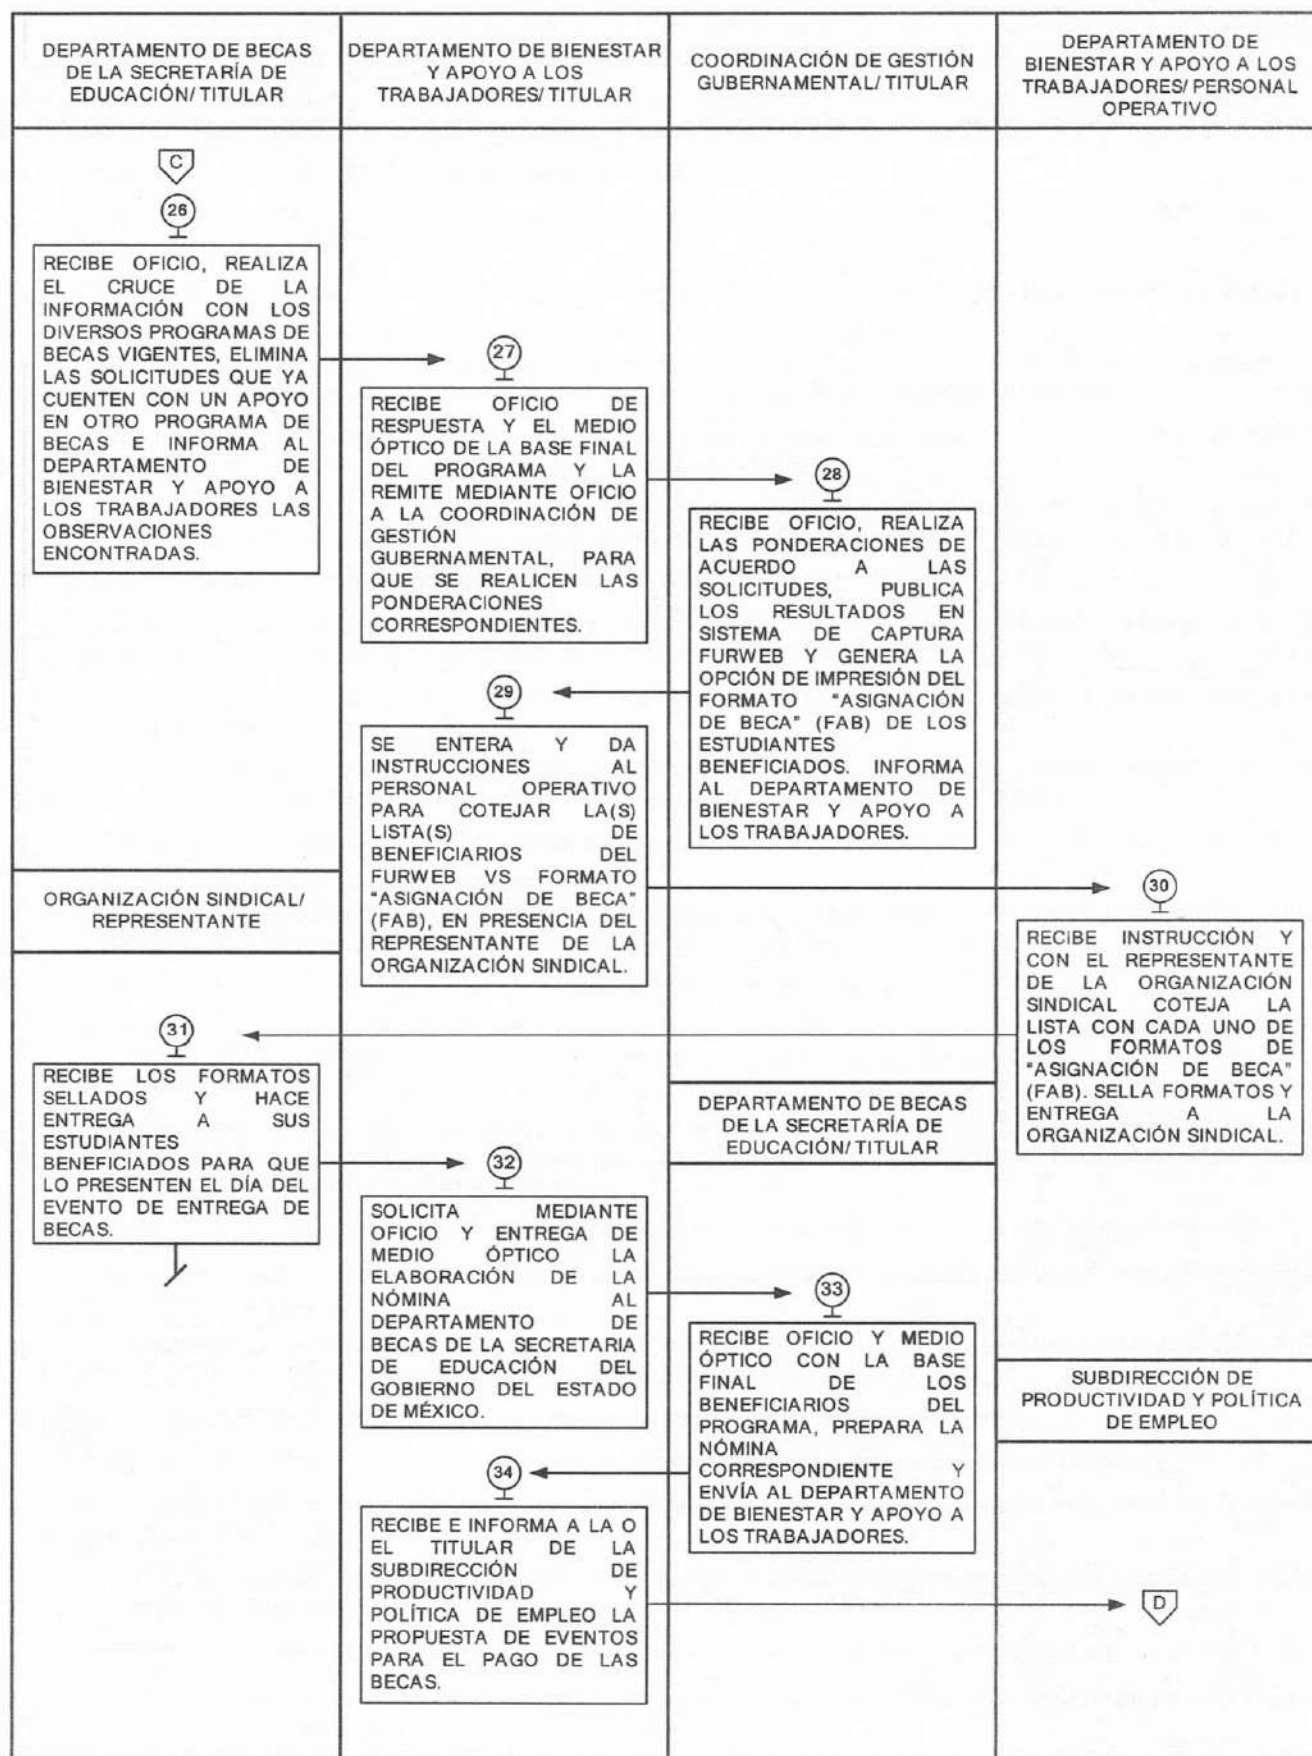 DEPARTAMENTO DE BECAS
DE LA SECRETARÍA DE
EDUCACIÓN/ TITULAR
DEPARTAMENTO DE BIENESTAR
Y APOYO A LOS
TRABAJADORES/ TITULAR
COORDINACIÓN DE GESTIÓN
GUBERNAMENTAL/ TITULAR
DEPARTAMENTO DE
BIENESTAR Y APOYO A LOS
TRABAJADORES/ PERSONAL
OPERATIVO
C
26
RECIBE OFICIO, REALIZA
EL CRUCE DE LA
INFORMACIÓN CON LOS
DIVERSOS PROGRAMAS DE
BECAS VIGENTES, ELIMINA
LAS SOLICITUDES QUE YA
CUENTEN CON UN APOYO
EN OTRO PROGRAMA DE
BECAS E INFORMA AL
DEPARTAMENTO DE
BIENESTAR Y APOYO A
LOS TRABAJADORES LAS
OBSERVACIONES
ENCONTRADAS.
27
RECIBE OFICIO DE
RESPUESTA Y EL MEDIO
ÓPTICO DE LA BASE FINAL
DEL PROGRAMA Y LA
REMITE MEDIANTE OFICIO
A LA COORDINACIÓN DE
GESTIÓN
GUBERNAMENTAL, PARA
QUE SE REALICEN LAS
PONDERACIONES
CORRESPONDIENTES.
28
RECIBE OFICIO, REALIZA
LAS PONDERACIONES DE
ACUERDO A LAS
SOLICITUDES, PUBLICA
LOS RESULTADOS EN
SISTEMA DE CAPTURA
FURWEB Y GENERA LA
OPCIÓN DE IMPRESIÓN DEL
FORMATO "ASIGNACIÓN
DE BECA" (FAB) DE LOS
ESTUDIANTES
BENEFICIADOS. INFORMA
AL DEPARTAMENTO DE
BIENESTAR Y APOYO A
LOS TRABAJADORES.
29
SE ENTERA Y DA
INSTRUCCIONES AL
PERSONAL OPERATIVO
PARA COTEJAR LA(S)
LISTA(S) DE
BENEFICIARIOS DEL
FURWEB VS FORMATO
"ASIGNACIÓN DE BECA"
(FAB), EN PRESENCIA DEL
REPRESENTANTE DE LA
ORGANIZACIÓN SINDICAL.
30
RECIBE INSTRUCCIÓN Y
CON EL REPRESENTANTE
DE LA ORGANIZACIÓN
SINDICAL COTEJA LA
LISTA CON CADA UNO DE
LOS FORMATOS DE
"ASIGNACIÓN DE BECA"
(FAB). SELLA FORMATOS Y
ENTREGA A LA
ORGANIZACIÓN SINDICAL.
ORGANIZACIÓN SINDICAL/
REPRESENTANTE
31
RECIBE LOS FORMATOS
SELLADOS Y HACE
ENTREGA A SUS
ESTUDIANTES
BENEFICIADOS PARA QUE
LO PRESENTEN EL DÍA DEL
EVENTO DE ENTREGA DE
BECAS.
32
SOLICITA MEDIANTE
OFICIO Y ENTREGA DE
MEDIO ÓPTICO LA
ELABORACIÓN DE LA
NÓMINA AL
DEPARTAMENTO DE
BECAS DE LA SECRETARIA
DE EDUCACIÓN DEL
GOBIERNO DEL ESTADO
DE MÉXICO.
DEPARTAMENTO DE BECAS
DE LA SECRETARÍA DE
EDUCACIÓN/ TITULAR
33
RECIBE OFICIO Y MEDIO
ÓPTICO CON LA BASE
FINAL DE LOS
BENEFICIARIOS DEL
PROGRAMA, PREPARA LA
NÓMINA
CORRESPONDIENTE Y
ENVÍA AL DEPARTAMENTO
DE BIENESTAR Y APOYO A
LOS TRABAJADORES.
34
RECIBE E INFORMA A LA O
EL TITULAR DE LA
SUBDIRECCIÓN DE
PRODUCTIVIDAD Y
POLÍTICA DE EMPLEO LA
PROPUESTA DE EVENTOS
PARA EL PAGO DE LAS
BECAS.
SUBDIRECCIÓN DE
PRODUCTIVIDAD Y POLÍTICA
DE EMPLEO
D